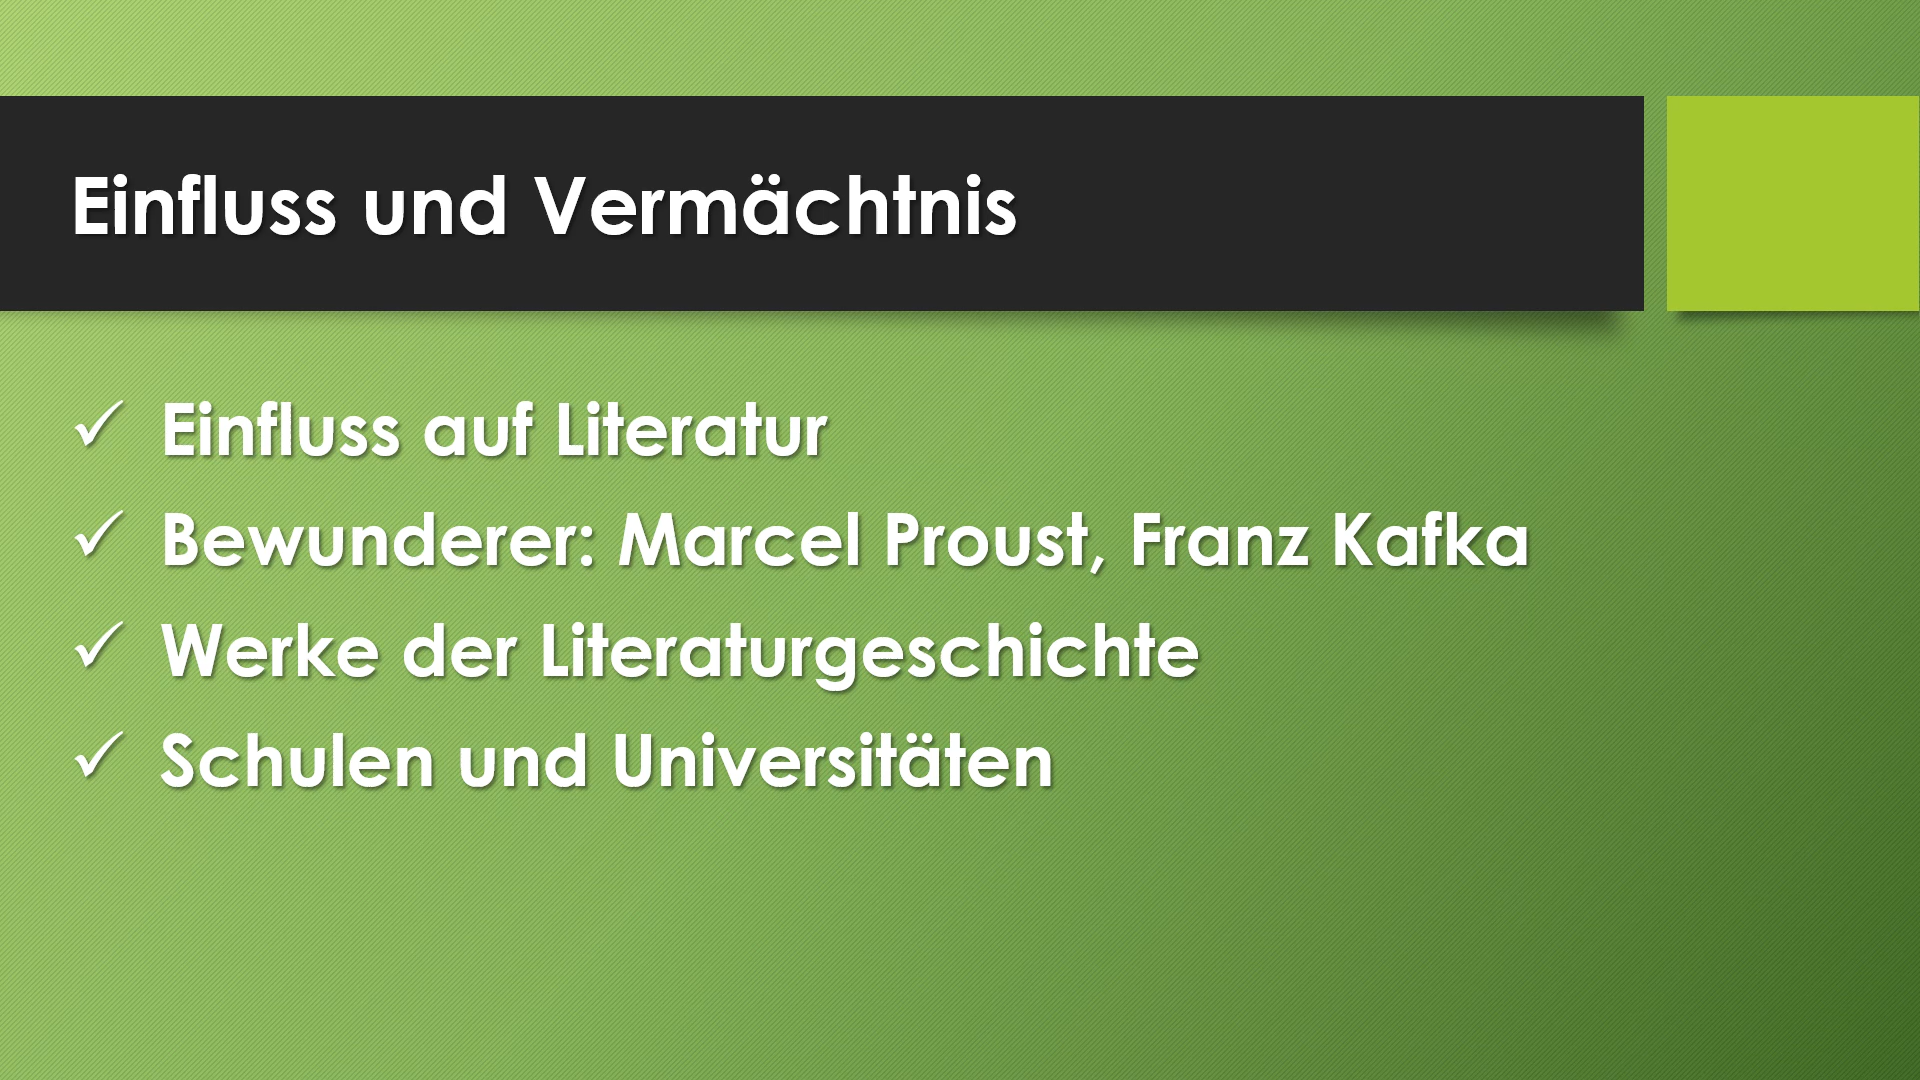 Einfluss und Vermächtnis
✓ Einfluss auf Literatur
✓ Bewunderer: Marcel Proust, Franz Kafka
✓ Werke der Literaturgeschichte
✓ Schulen und Universitäten